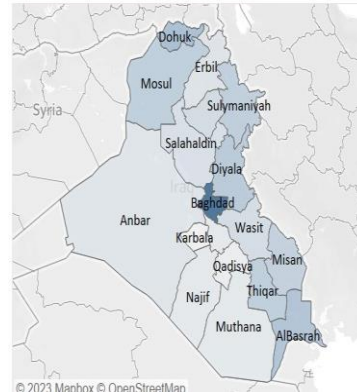 Dohuk
Erbil
Mosul
Sulymaniyah
Syria
Salahaldin
Diyala
Iraq
Baghdad
Anbar
Wasit
Karbala
Misan
Qadisya
Najif
Thiqar
Muthana
AlBasrah
© 2023 Mapbox © OpenStreetMap